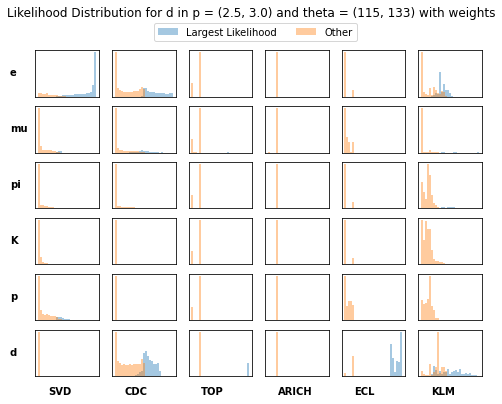 Likelihood Distribution for d in p = (2.5, 3.0) and theta = (115, 133) with weights
Largest Likelihood Other
e
mu
pi
K
p
d
SVD CDC TOP ARICH ECL KLM